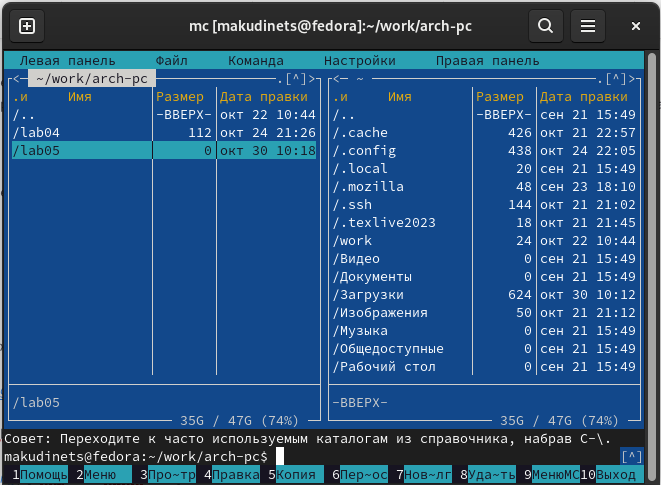 mc [makudinets@fedora]:~/work/arch-pc
Левая панель Файл Команда Настройки Правая панель
<─ ~/work/arch-pc .[^]> <─ ~ .[^]>
.и Имя Размер Дата правки .и Имя Размер Дата правки
/.. -ВВЕРХ- окт 22 10:44 /.. -ВВЕРХ- сен 21 15:49
/lab04 112 окт 24 21:26 /.cache 426 окт 21 22:57
/lab05 0 окт 30 10:18 /.config 438 окт 24 22:05
/.local 20 сен 21 15:49
/.mozilla 48 сен 23 18:10
/.ssh 144 окт 21 21:02
/.texlive2023 18 окт 21 21:45
/work 24 окт 22 10:44
/Видео 0 сен 21 15:49
/Документы 0 сен 21 15:49
/Загрузки 624 окт 30 10:12
/Изображения 50 окт 21 21:12
/Музыка 0 сен 21 15:49
/Общедоступные 0 сен 21 15:49
/Рабочий стол 0 окт 21 15:49
/lab05 -ВВЕРХ-
35G / 47G (74%) 35G / 47G (74%)
Совет: Переходите к часто используемым каталогам из справочника, набрав C-\.
makudinets@fedora:~/work/arch-pc$ [^]
1Помощь 2Меню 3Про~тр 4Правка 5Копия 6Пер~ос 7Нов~лг 8Уда~ть 9МенюMC 10Выход